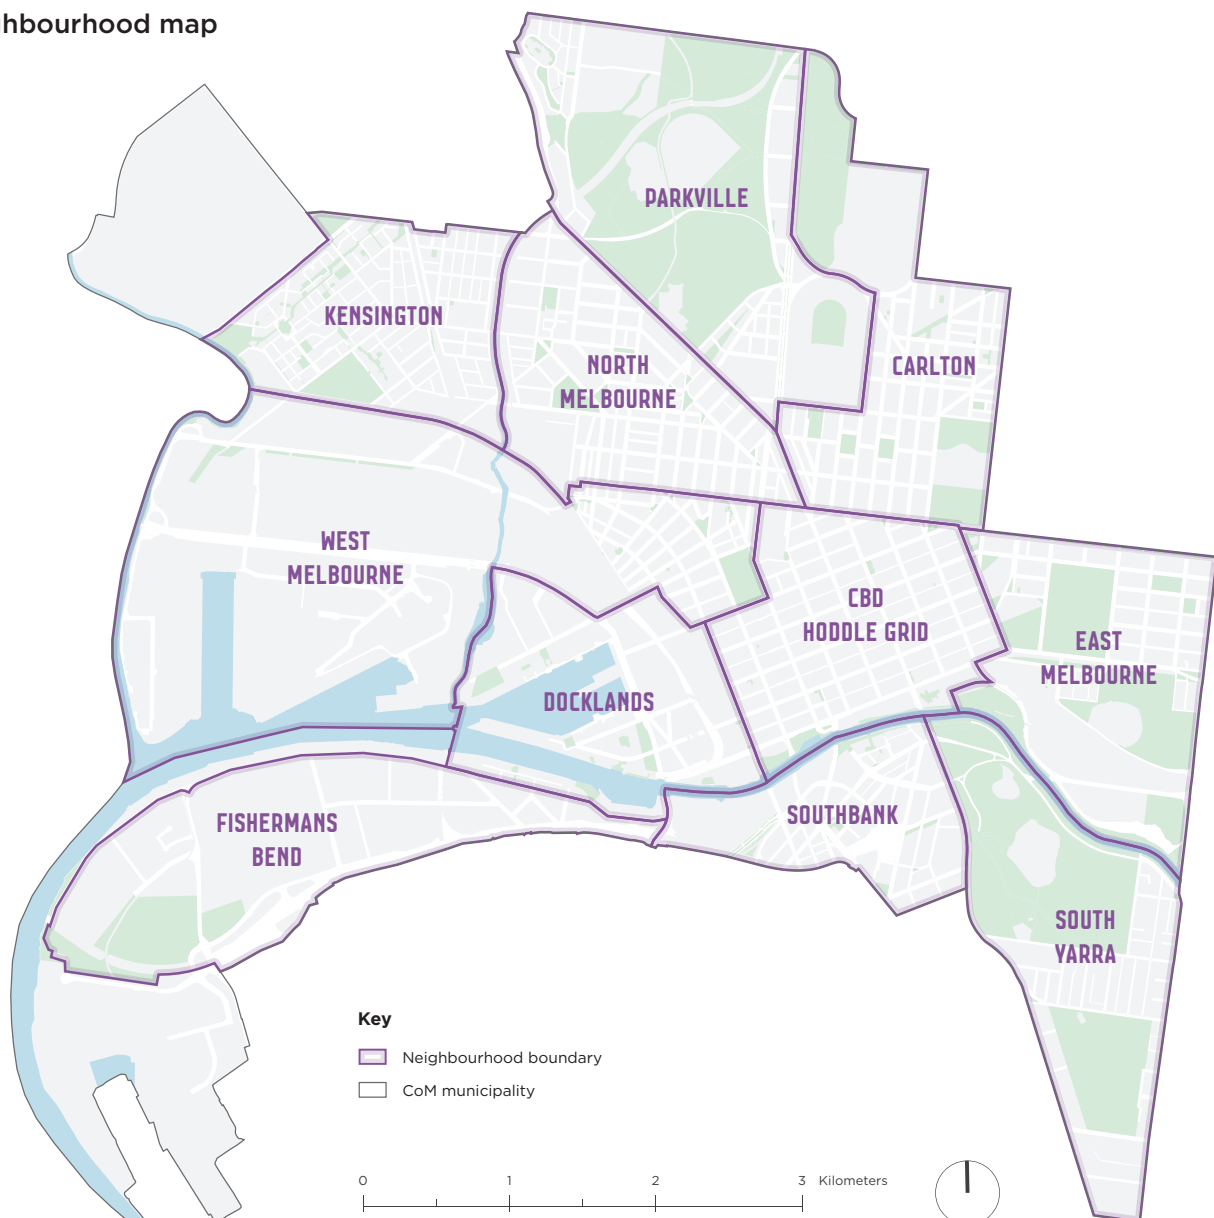 ghbourhood map
PARKVILLE
KENSINGTON
NORTH
MELBOURNE
CARLTON
WEST
MELBOURNE
CBD
HODDLE GRID
EAST
MELBOURNE
DOCKLANDS
SOUTHBANK
FISHERMANS
BEND
SOUTH
YARRA
Key
Neighbourhood boundary
CoM municipality
0 1 2 3 Kilometers